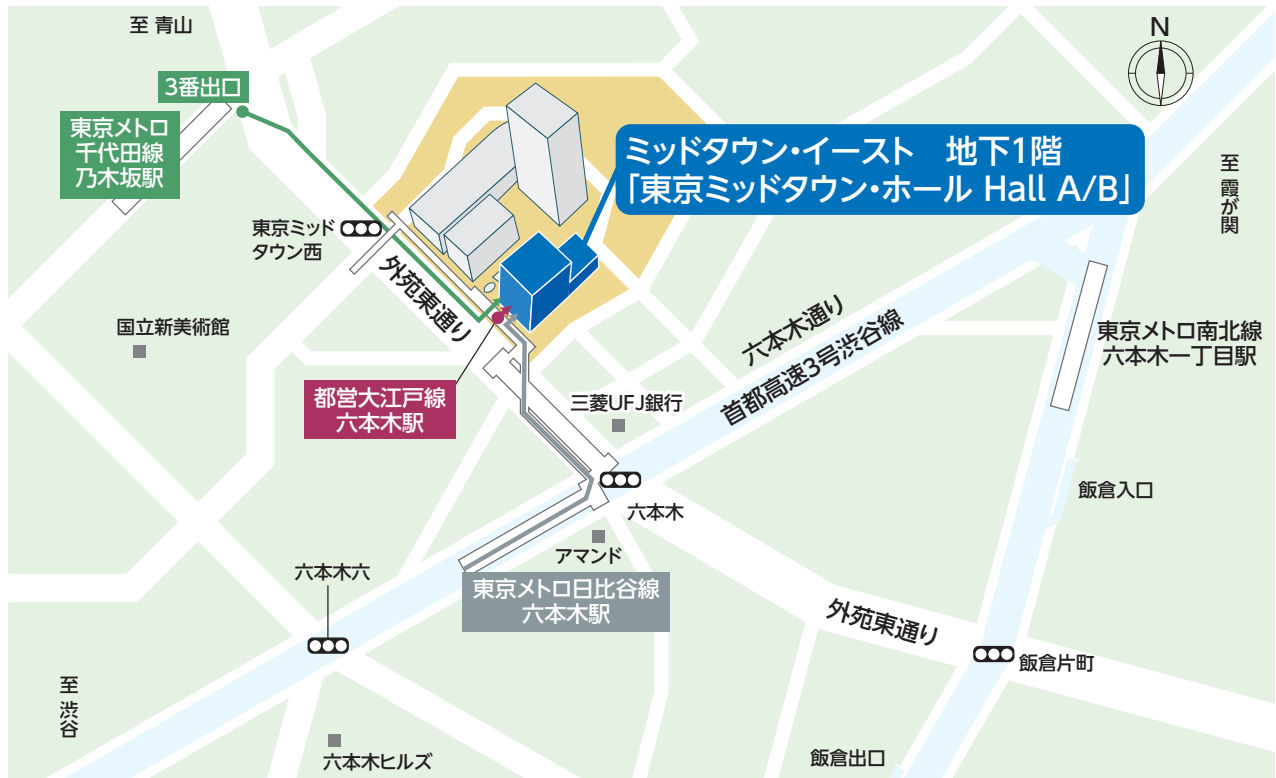 至 青山
N
3番出口
東京メトロ
千代田線
乃木坂駅
ミッドタウン・イースト　地下1階
「東京ミッドタウン・ホール Hall A/B」
至 霞が関
東京ミッド
タウン西
外苑東通り
国立新美術館
六本木通り
首都高速3号渋谷線
東京メトロ南北線
六本木一丁目駅
都営大江戸線
六本木駅
三菱UFJ銀行
飯倉入口
六本木
アマンド
六本木六
東京メトロ日比谷線
六本木駅
外苑東通り
飯倉片町
至 渋谷
六本木ヒルズ
飯倉出口